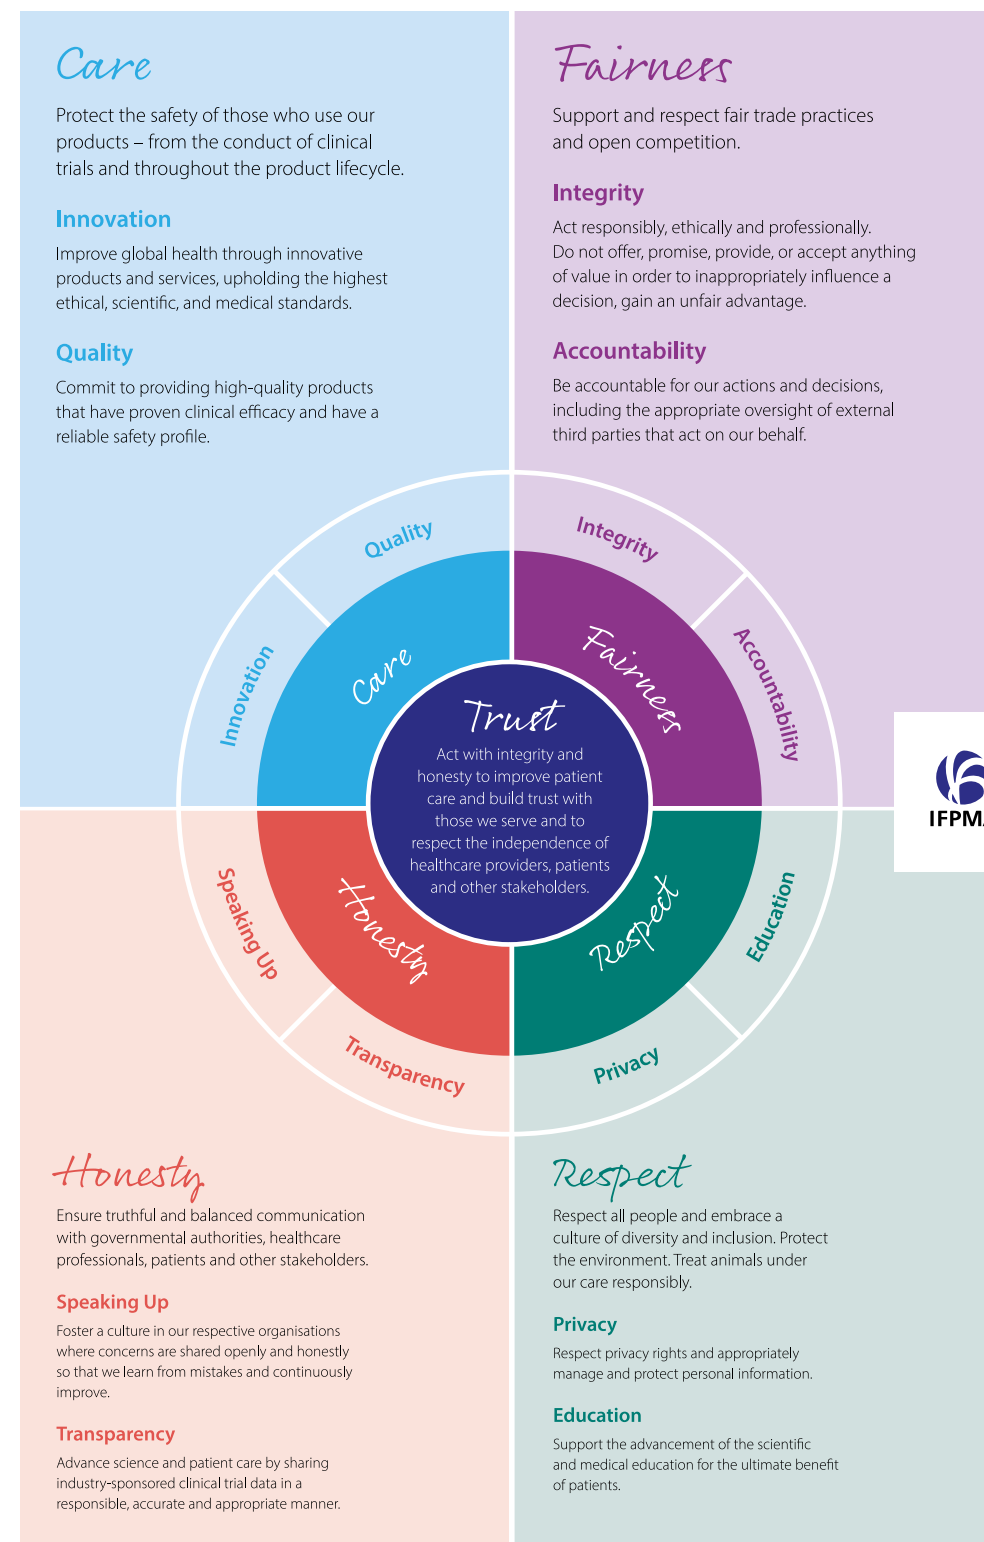 Care
Protect the safety of those who use our
products – from the conduct of clinical
trials and throughout the product lifecycle.
Innovation
Improve global health through innovative
products and services, upholding the highest
ethical, scientific, and medical standards.
Quality
Commit to providing high-quality products
that have proven clinical efficacy and have a
reliable safety profile.
Fairness
Support and respect fair trade practices
and open competition.
Integrity
Act responsibly, ethically and professionally.
Do not offer, promise, provide, or accept anything
of value in order to inappropriately influence a
decision, gain an unfair advantage.
Accountability
Be accountable for our actions and decisions,
including the appropriate oversight of external
third parties that act on our behalf.
Quality
Integrity
Innovation
Care
Fairness
Accountability
Trust
Act with integrity and
honesty to improve patient
care and build trust with
those we serve and to
respect the independence of
healthcare providers, patients
and other stakeholders.
IFPM
Speaking Up
Honesty
Respect
Education
Transparency
Privacy
Honesty
Ensure truthful and balanced communication
with governmental authorities, healthcare
professionals, patients and other stakeholders.
Speaking Up
Foster a culture in our respective organisations
where concerns are shared openly and honestly
so that we learn from mistakes and continuously
improve.
Transparency
Advance science and patient care by sharing
industry-sponsored clinical trial data in a
responsible, accurate and appropriate manner.
Respect
Respect all people and embrace a
culture of diversity and inclusion. Protect
the environment. Treat animals under
our care responsibly.
Privacy
Respect privacy rights and appropriately
manage and protect personal information.
Education
Support the advancement of the scientific
and medical education for the ultimate benefit
of patients.